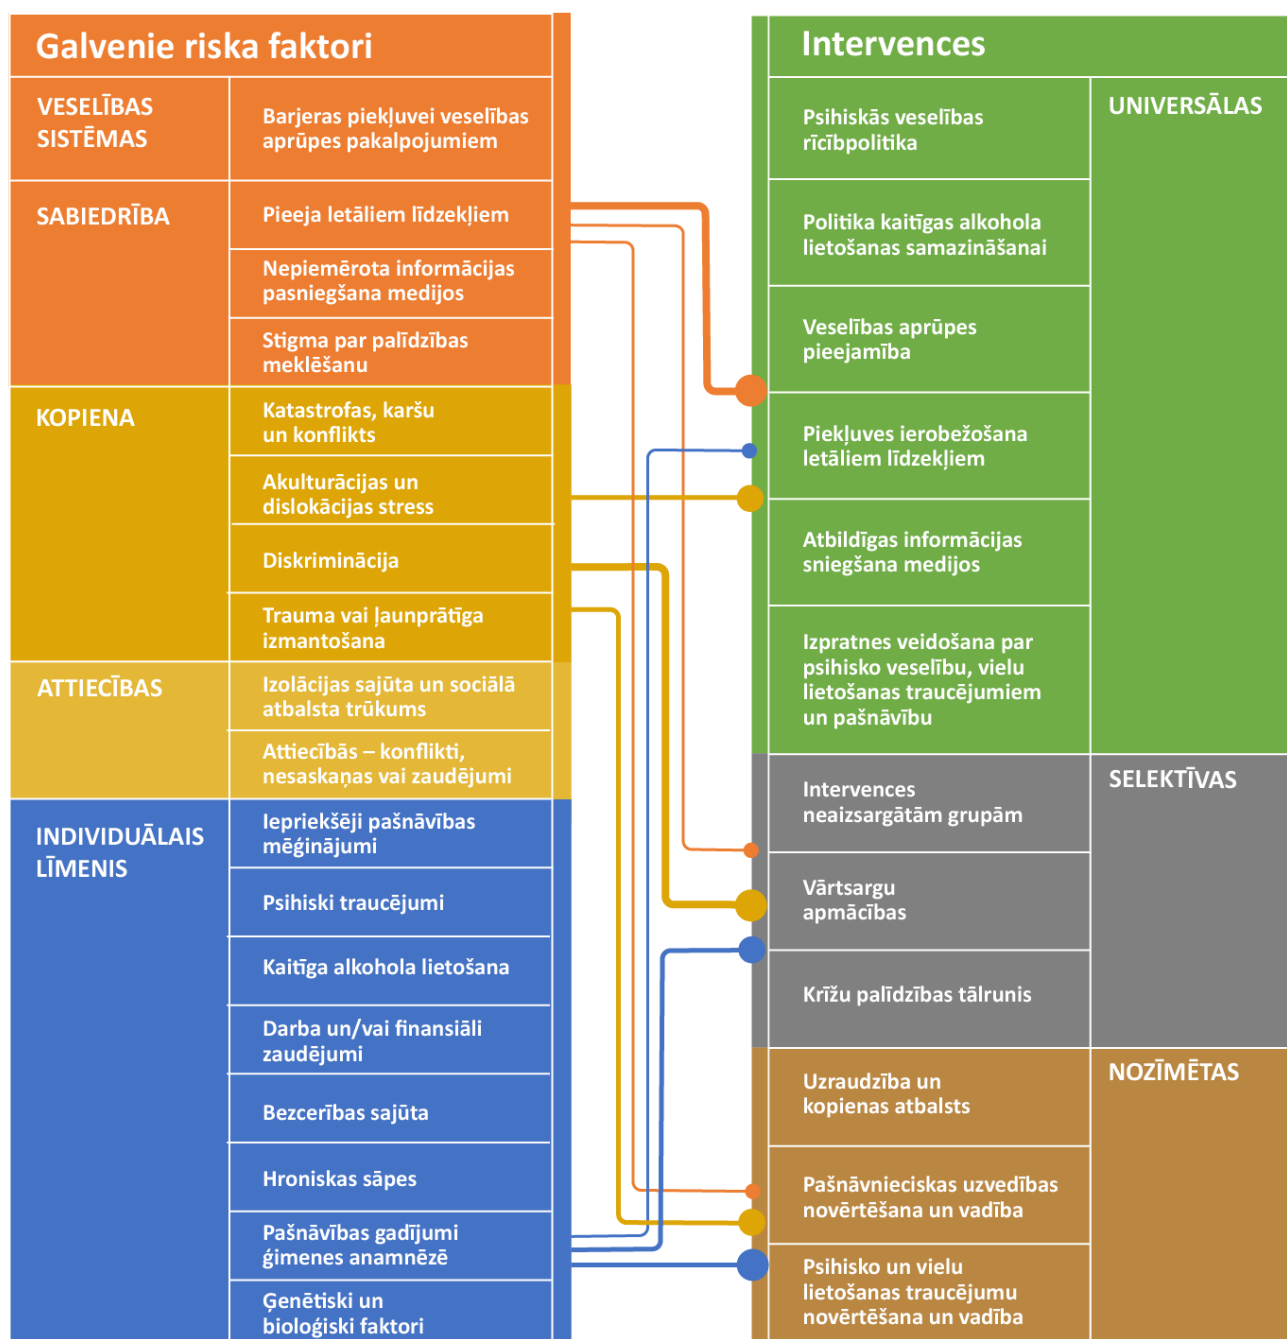 Galvenie riska faktori
VESELĪBAS
SISTĒMAS
Barjeras piekļuvei veselības
aprūpes pakalpojumiem
SABIEDRĪBA
Pieeja letāliem līdzekļiem
Nepiemērota informācijas
pasniegšana medijos
Stigma par palīdzības
meklēšanu
KOPIENA
Katastrofas, karšu
un konflikts
Akulturācijas un
dislokācijas stress
Diskriminācija
Trauma vai ļaunprātīga
izmantošana
ATTIECĪBAS
Izolācijas sajūta un sociālā
atbalsta trūkums
Attiecībās – konflikti,
nesaskaņas vai zaudējumi
INDIVIDUĀLAIS
LĪMENIS
Iepriekšēji pašnāvības
mēģinājumi
Psihiski traucējumi
Kaitīga alkohola lietošana
Darba un/vai finansiāli
zaudējumi
Bezcerības sajūta
Hroniskas sāpes
Pašnāvības gadījumi
ģimenes anamnēzē
Ģenētiski un
bioloģiski faktori
Intervences
UNIVERSĀLAS
Psihiskās veselības
rīcībpolitika
Politika kaitīgas alkohola
lietošanas samazināšanai
Veselības aprūpes
pieejamība
Piekļuves ierobežošana
letāliem līdzekļiem
Atbildīgas informācijas
sniegšana medijos
Izpratnes veidošana par
psihisko veselību, vielu
lietošanas traucējumiem
un pašnāvību
SELEKTĪVAS
Intervences
neaizsargātām grupām
Vārtsargu
apmācības
Krīžu palīdzības tālrunis
NOZĪMĒTAS
Uzraudzība un
kopienas atbalsts
Pašnāvnieciskas uzvedības
novērtēšana un vadība
Psihisko un vielu
lietošanas traucējumu
novērtēšana un vadība